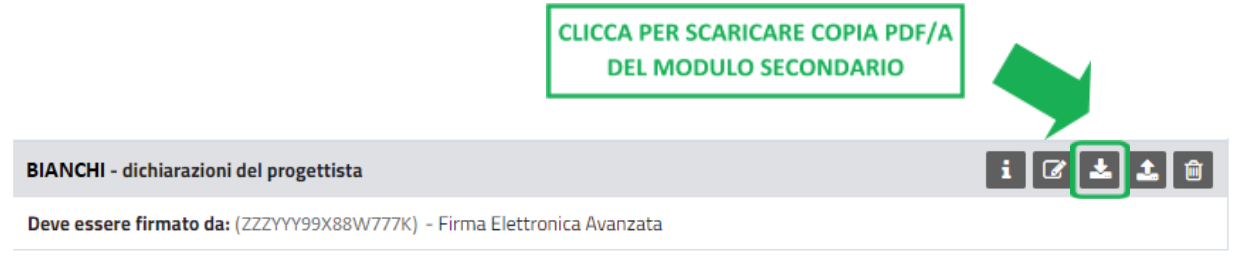 CLICCA PER SCARICARE COPIA PDF/A
DEL MODULO SECONDARIO
BIANCHI - dichiarazioni del progettista
Deve essere firmato da: (ZZZYYY99X88W777K) - Firma Elettronica Avanzata